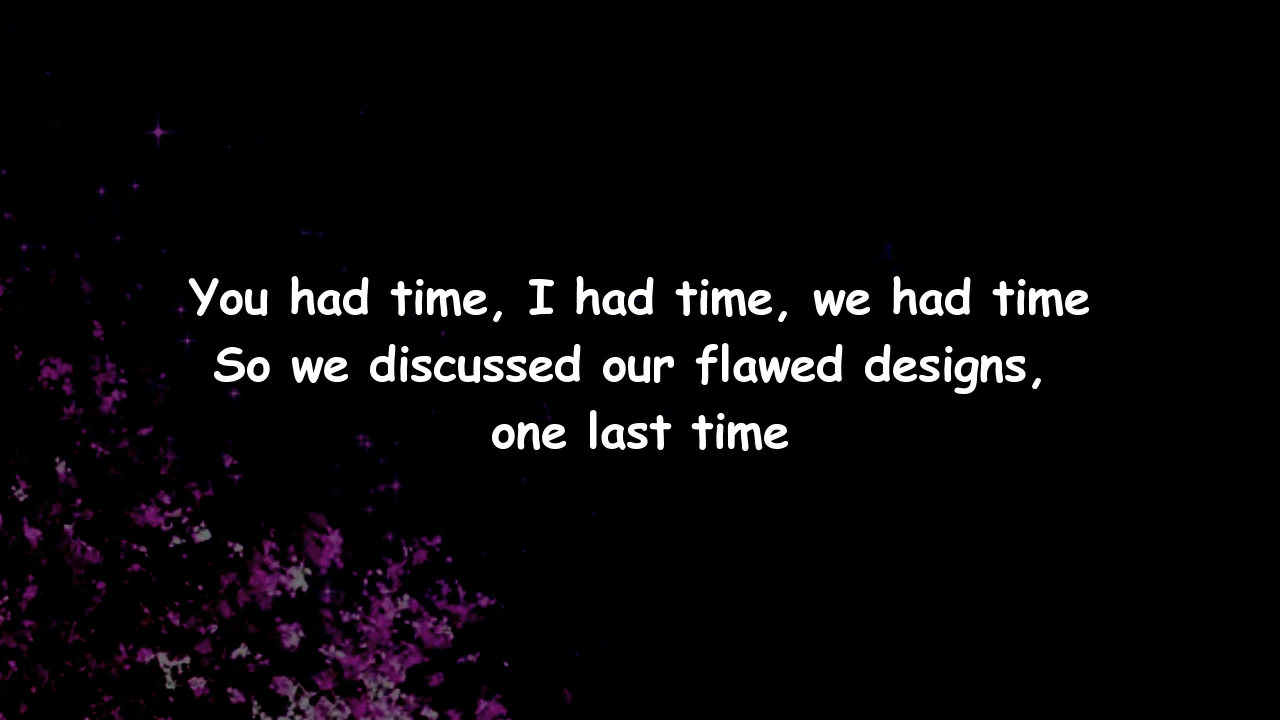 You had time, I had time, we had time
So we discussed our flawed designs,
one last time